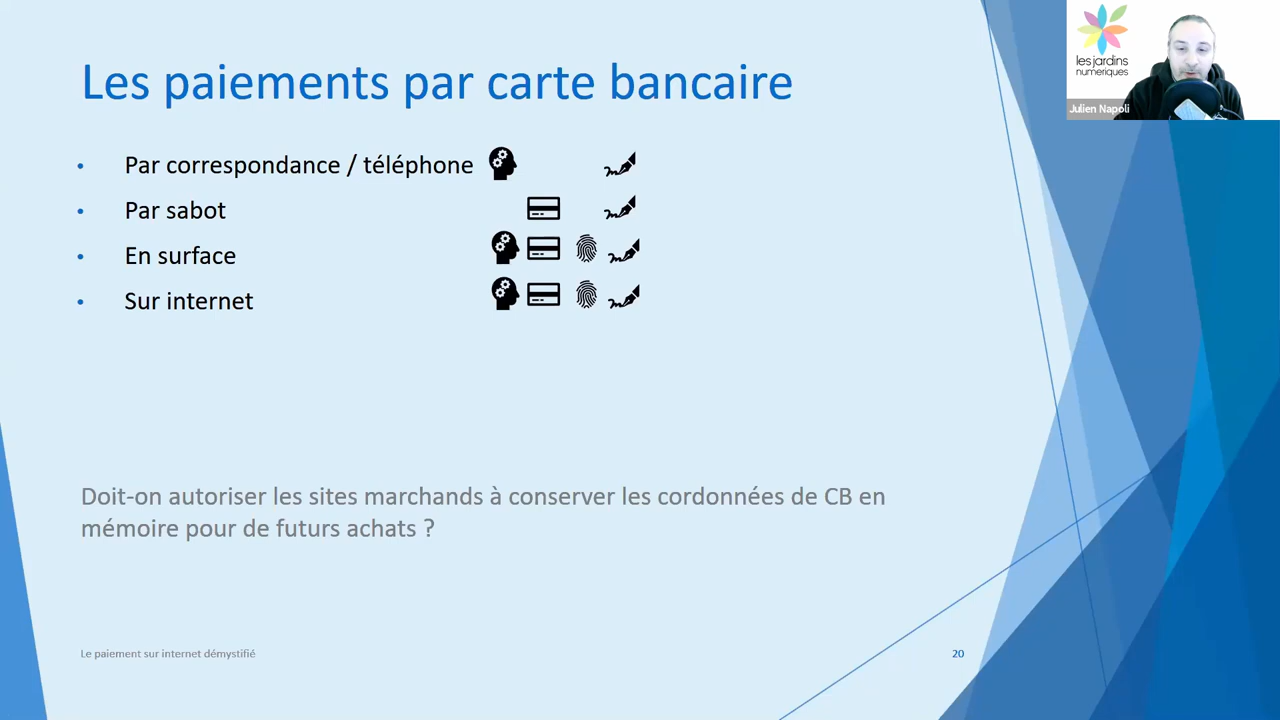 les jardins
numeriques
Julien Napoli
Les paiements par carte bancaire
• Par correspondance / téléphone
• Par sabot
• En surface
• Sur internet
Doit-on autoriser les sites marchands à conserver les cordonnées de CB en
mémoire pour de futurs achats ?
Le paiement sur internet démystifié
20